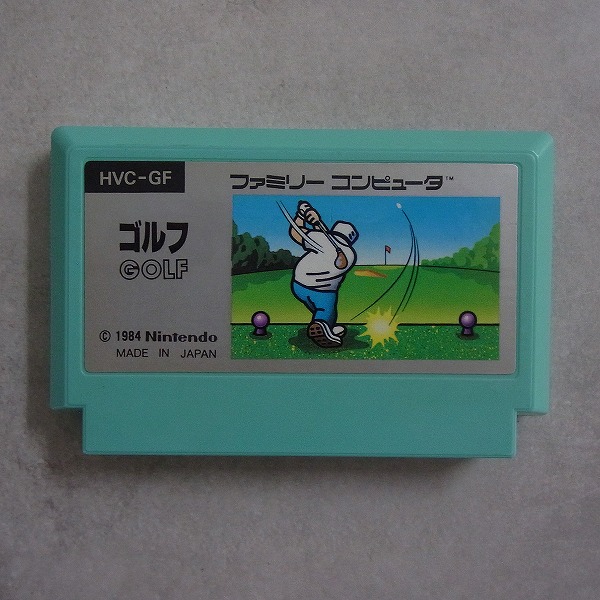 HVC-GF
ファミリー コンピュータ™
ゴルフ
GOLF
© 1984 Nintendo
MADE IN JAPAN